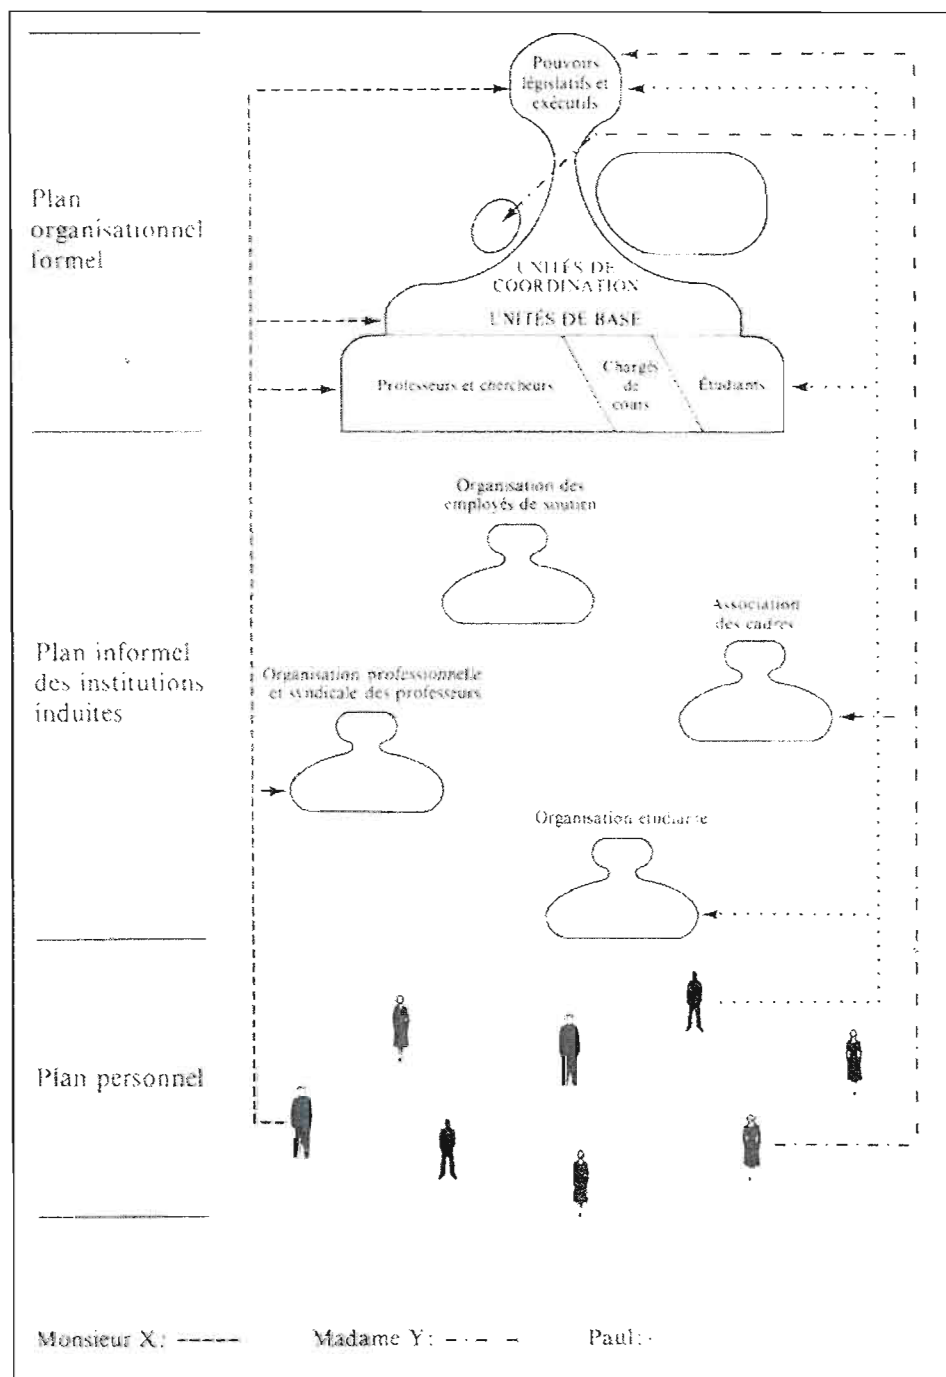 Pouvoirs
législatifs et
exécutifs
Plan
organisationnel
formel
UNITÉS DE
COORDINATION
UNITÉS DE BASE
Professeurs et chercheurs
Chargés
de
cours
Étudiants
Organisation des
employés de soutien
Association
des cadres
Plan informel
des institutions
induites
Organisation professionnelle
et syndicale des professeurs
Organisation étudiante
Plan personnel
Monsieur X:
Madame Y:
Paul: